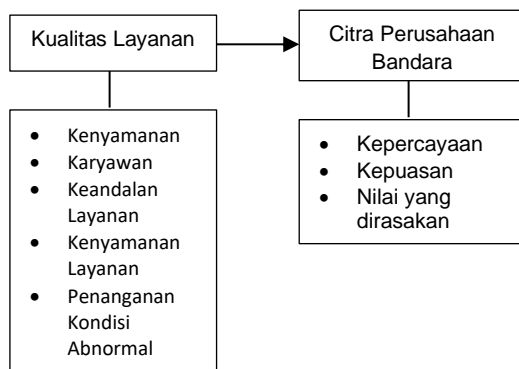 Kualitas Layanan
Citra Perusahaan
Bandara
• Kenyamanan
• Karyawan
• Keandalan
Layanan
• Kenyamanan
Layanan
• Penanganan
Kondisi
Abnormal
• Kepercayaan
• Kepuasan
• Nilai yang
dirasakan